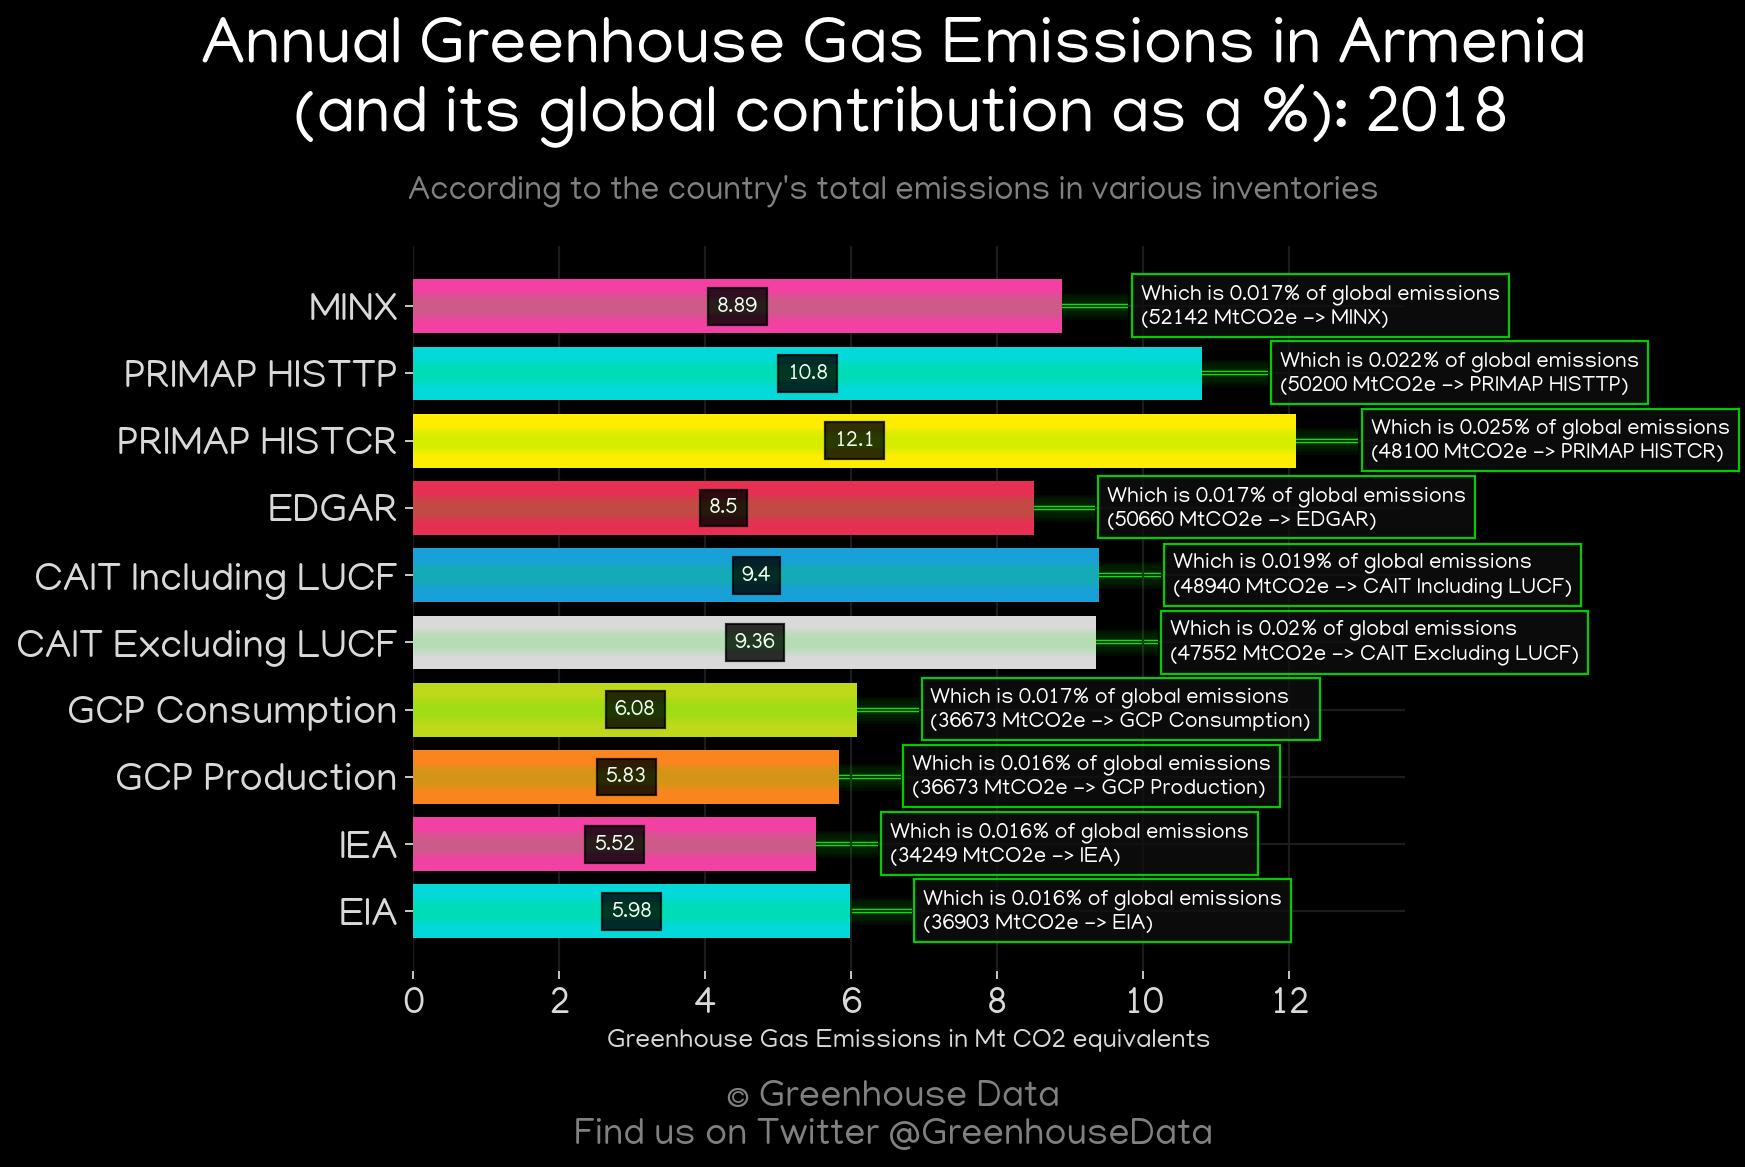 Annual Greenhouse Gas Emissions in Armenia
(and its global contribution as a %): 2018
According to the country's total emissions in various inventories
MINX
8.89
Which is 0.017% of global emissions
(52142 MtCO2e -> MINX)
PRIMAP HISTTP
10.8
Which is 0.022% of global emissions
(50200 MtCO2e -> PRIMAP HISTTP)
PRIMAP HISTCR
12.1
Which is 0.025% of global emissions
(48100 MtCO2e -> PRIMAP HISTCR)
EDGAR
8.5
Which is 0.017% of global emissions
(50660 MtCO2e -> EDGAR)
CAIT Including LUCF
9.4
Which is 0.019% of global emissions
(48940 MtCO2e -> CAIT Including LUCF)
CAIT Excluding LUCF
9.36
Which is 0.02% of global emissions
(47552 MtCO2e -> CAIT Excluding LUCF)
GCP Consumption
6.08
Which is 0.017% of global emissions
(36673 MtCO2e -> GCP Consumption)
GCP Production
5.83
Which is 0.016% of global emissions
(36673 MtCO2e -> GCP Production)
IEA
5.52
Which is 0.016% of global emissions
(34249 MtCO2e -> IEA)
EIA
5.98
Which is 0.016% of global emissions
(36903 MtCO2e -> EIA)
0 2 4 6 8 10 12
Greenhouse Gas Emissions in Mt CO2 equivalents
© Greenhouse Data
Find us on Twitter @GreenhouseData